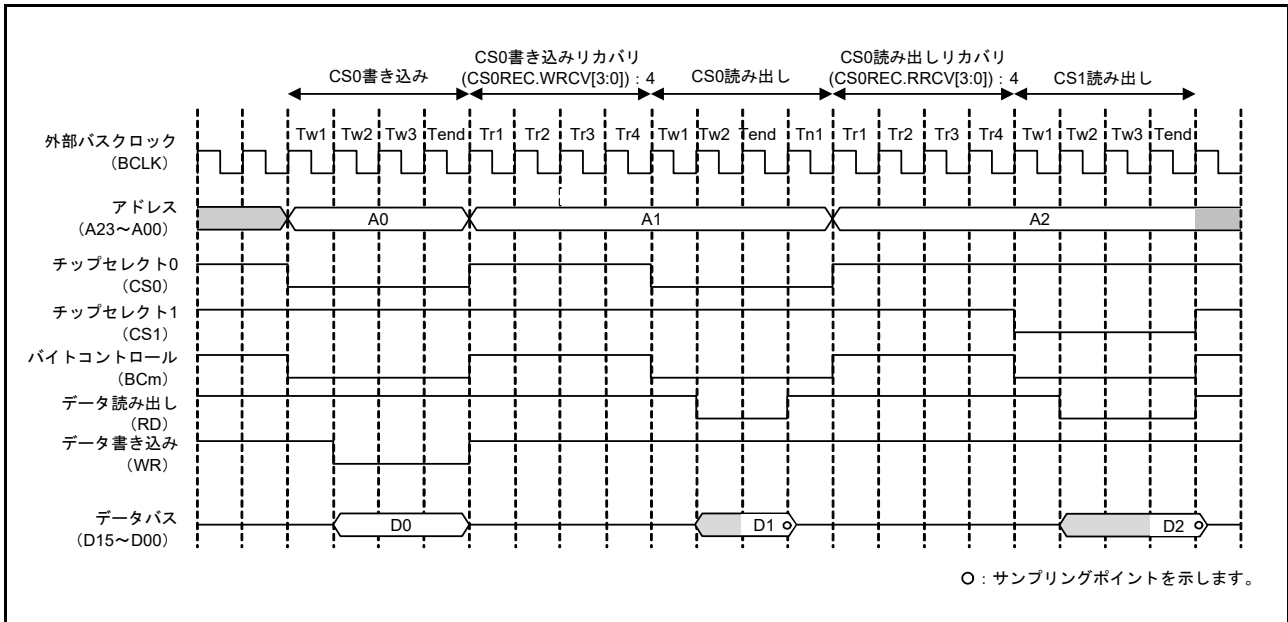 CS0書き込みリカバリ
CS0読み出しリカバリ
CS0書き込み (CS0REC.WRCV[3:0]) : 4 CS0読み出し (CS0REC.RRCV[3:0]) : 4 CS1読み出し
外部バスクロック
(BCLK)
Tw1 Tw2 Tw3 Tend Tr1 Tr2 Tr3 Tr4 Tw1 Tw2 Tend Tn1 Tr1 Tr2 Tr3 Tr4 Tw1 Tw2 Tw3 Tend
アドレス
(A23～A00)
A0 A1 A2
チップセレクト0
(CS0)
チップセレクト1
(CS1)
バイトコントロール
(BCm)
データ読み出し
(RD)
データ書き込み
(WR)
データバス
(D15～D00)
D0 D1 D2
：サンプリングポイントを示します。